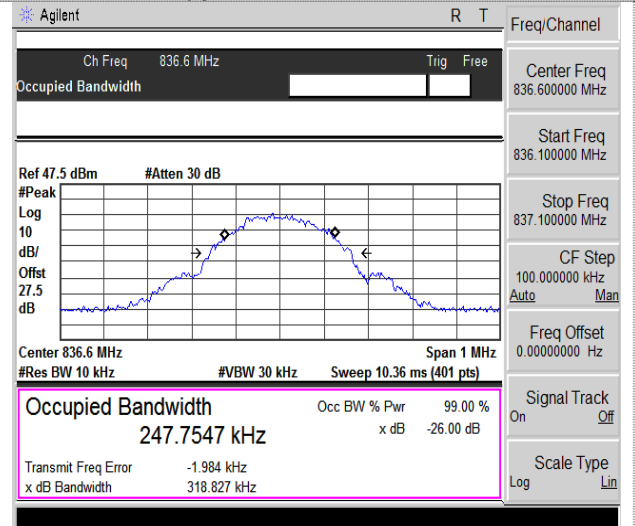 Agilent R T
Ch Freq 836.6 MHz Trig Free
Occupied Bandwidth
Ref 47.5 dBm #Atten 30 dB
#Peak
Log
10
dB/
Offst
27.5
dB
Center 836.6 MHz Span 1 MHz
#Res BW 10 kHz #VBW 30 kHz Sweep 10.36 ms (401 pts)
Occupied Bandwidth Occ BW % Pwr 99.00 %
247.7547 kHz x dB -26.00 dB
Transmit Freq Error -1.984 kHz
x dB Bandwidth 318.827 kHz
Freq/Channel
Center Freq
836.600000 MHz
Start Freq
836.100000 MHz
Stop Freq
837.100000 MHz
CF Step
100.000000 kHz
Auto Man
Freq Offset
0.00000000 Hz
Signal Track
On Off
Scale Type
Log Lin